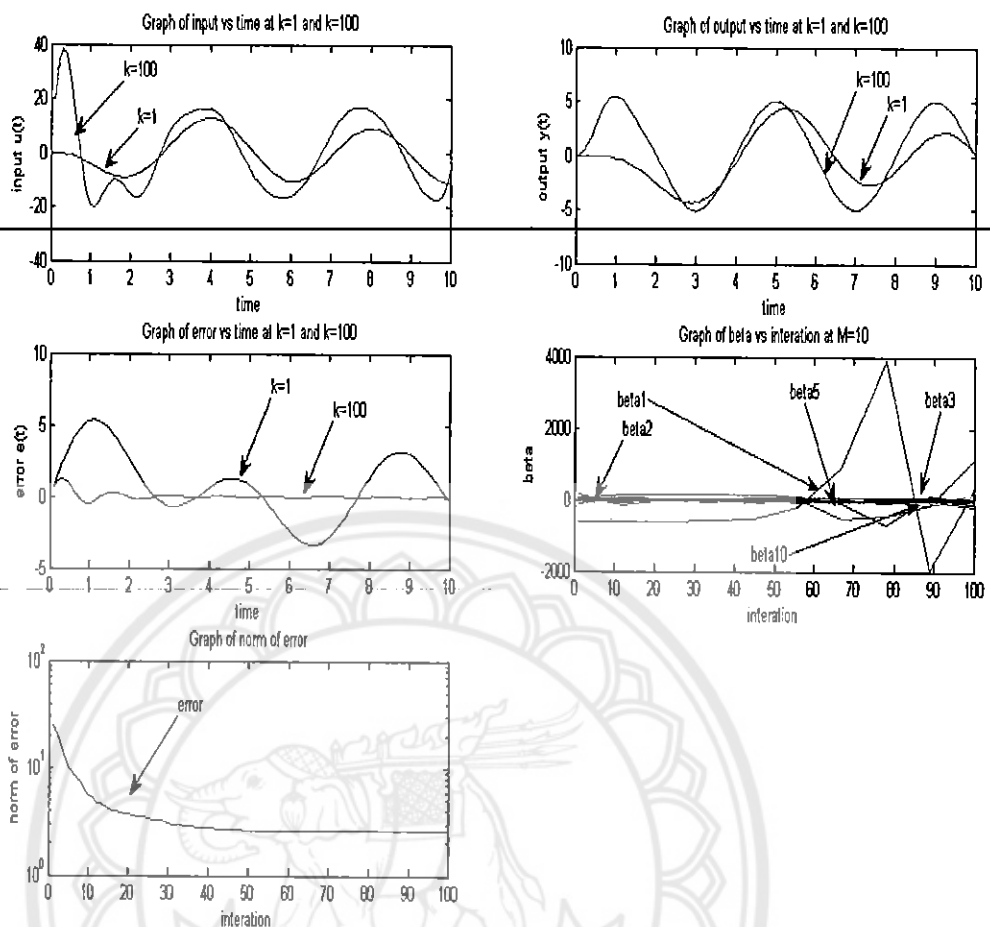 Graph of input vs time at k=1 and k=100
input u(t)
40
20
0
-20
-40
k=100
k=1
0 1 2 3 4 5 6 7 8 9 10
time
Graph of output vs time at k=1 and k=100
output y(t)
10
5
0
-5
-10
k=100
k=1
0 1 2 3 4 5 6 7 8 9 10
time
Graph of error vs time at k=1 and k=100
error e(t)
10
5
0
-5
k=1
k=100
0 1 2 3 4 5 6 7 8 9 10
time
Graph of beta vs interation at M=20
beta
4000
2000
0
-2000
beta1
beta2
beta5
beta3
beta10
0 10 20 30 40 50 60 70 80 90 100
interation
Graph of norm of error
norm of error
10^2
10^1
10^0
error
0 10 20 30 40 50 60 70 80 90 100
interation